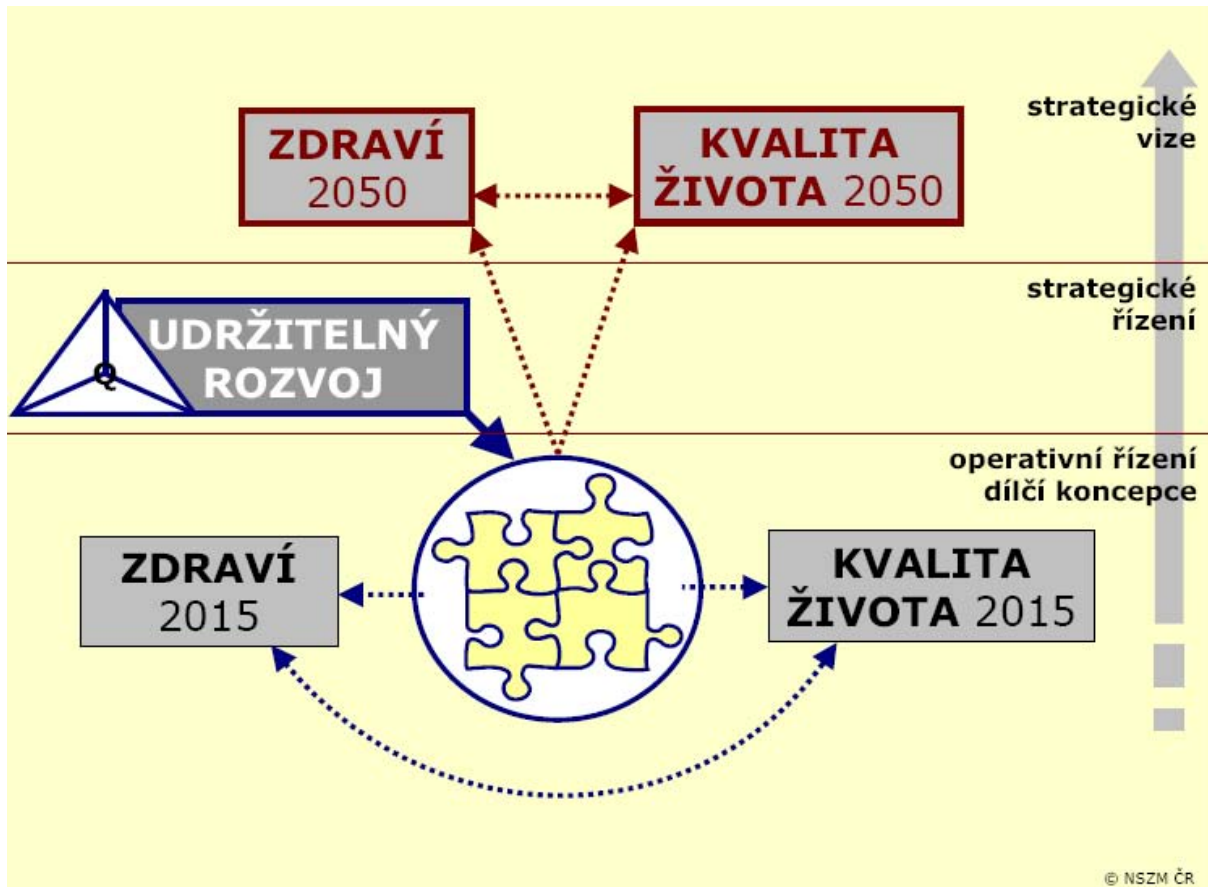 strategické
vize
ZDRAVÍ
2050
KVALITA
ŽIVOTA 2050
strategické
řízení
Q
UDRŽITELNÝ
ROZVOJ
operativní řízení
dílčí koncepce
ZDRAVÍ
2015
KVALITA
ŽIVOTA 2015
© NSZM ČR